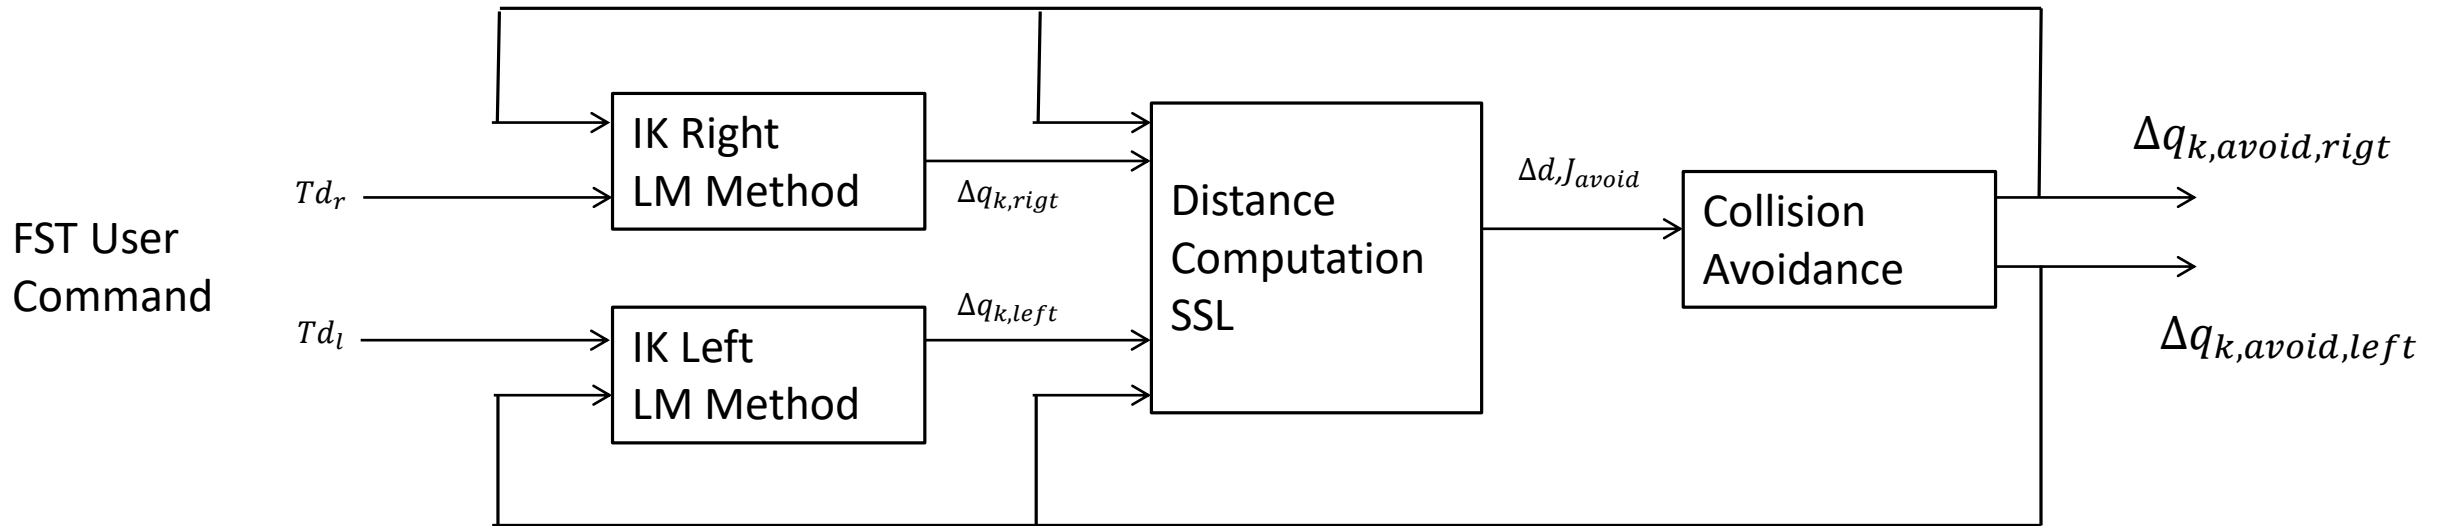 FST User
Command
Td_r
Td_l
IK Right
LM Method
IK Left
LM Method
Δq_{k,rigt}
Δq_{k,left}
Distance
Computation
SSL
Δd,J_{avoid}
Collision
Avoidance
Δq_{k,avoid,rigt}
Δq_{k,avoid,left}